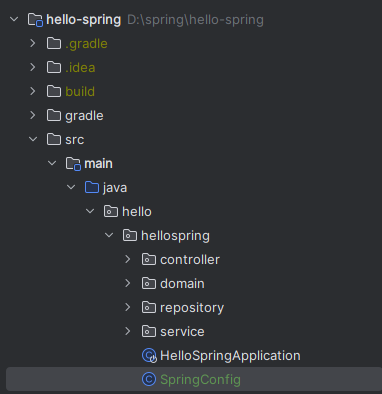 hello-spring D:\spring\hello-spring
.gradle
.idea
build
gradle
src
main
java
hello
hellospring
controller
domain
repository
service
HelloSpringApplication
SpringConfig